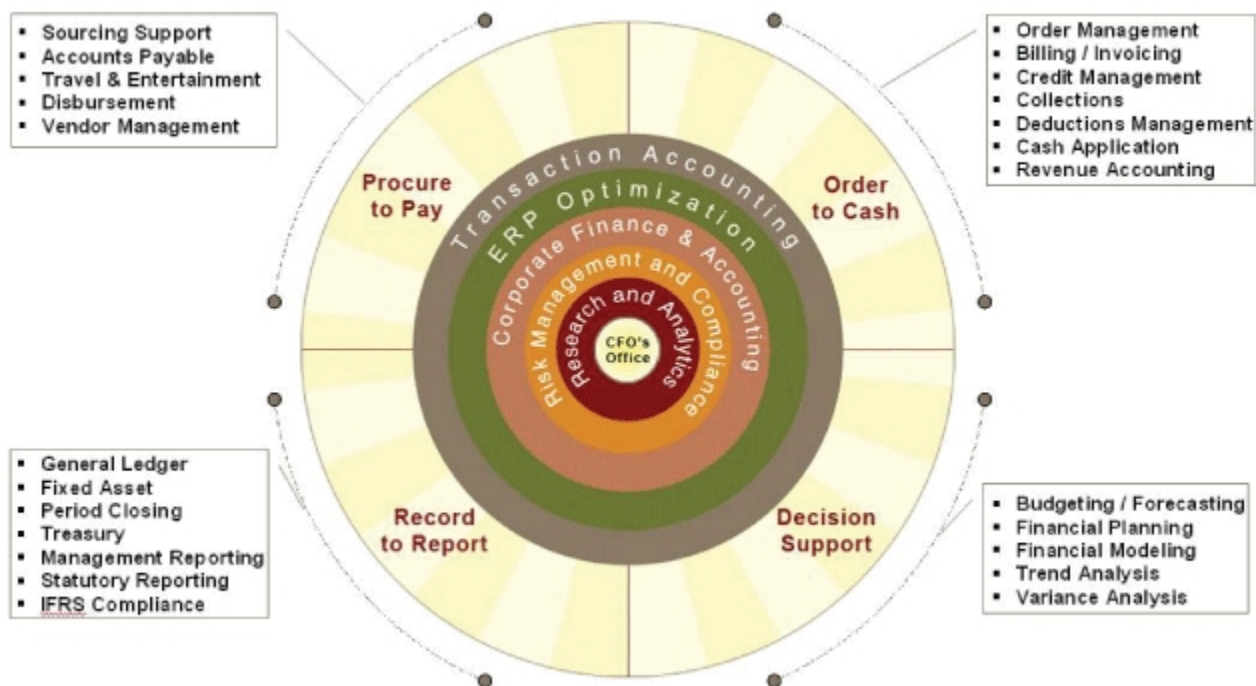 Sourcing Support
Accounts Payable
Travel & Entertainment
Disbursement
Vendor Management
Order Management
Billing / Invoicing
Credit Management
Collections
Deductions Management
Cash Application
Revenue Accounting
Procure
to Pay
Order
to Cash
Transaction Accounting
ERP Optimization
Corporate Finance & Accounting
Risk Management and Compliance
Research and Analytics
CFO's
Office
Record
to Report
Decision
Support
General Ledger
Fixed Asset
Period Closing
Treasury
Management Reporting
Statutory Reporting
IFRS Compliance
Budgeting / Forecasting
Financial Planning
Financial Modeling
Trend Analysis
Variance Analysis